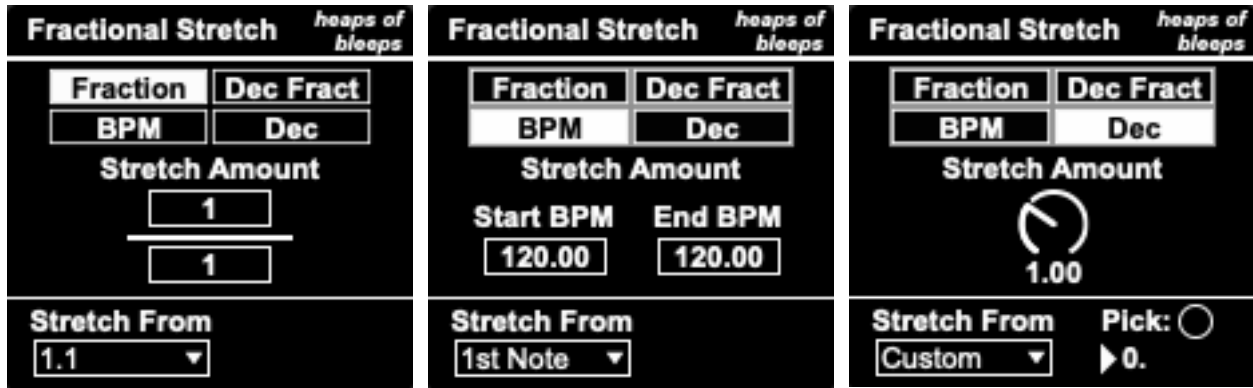 Fractional Stretch heaps of bleeps
Fraction Dec Fract
BPM Dec
Stretch Amount
1
1
Stretch From
1.1
Fractional Stretch heaps of bleeps
Fraction Dec Fract
BPM Dec
Stretch Amount
Start BPM End BPM
120.00 120.00
Stretch From
1st Note
Fractional Stretch heaps of bleeps
Fraction Dec Fract
BPM Dec
Stretch Amount
1.00
Stretch From Pick:
Custom 0.